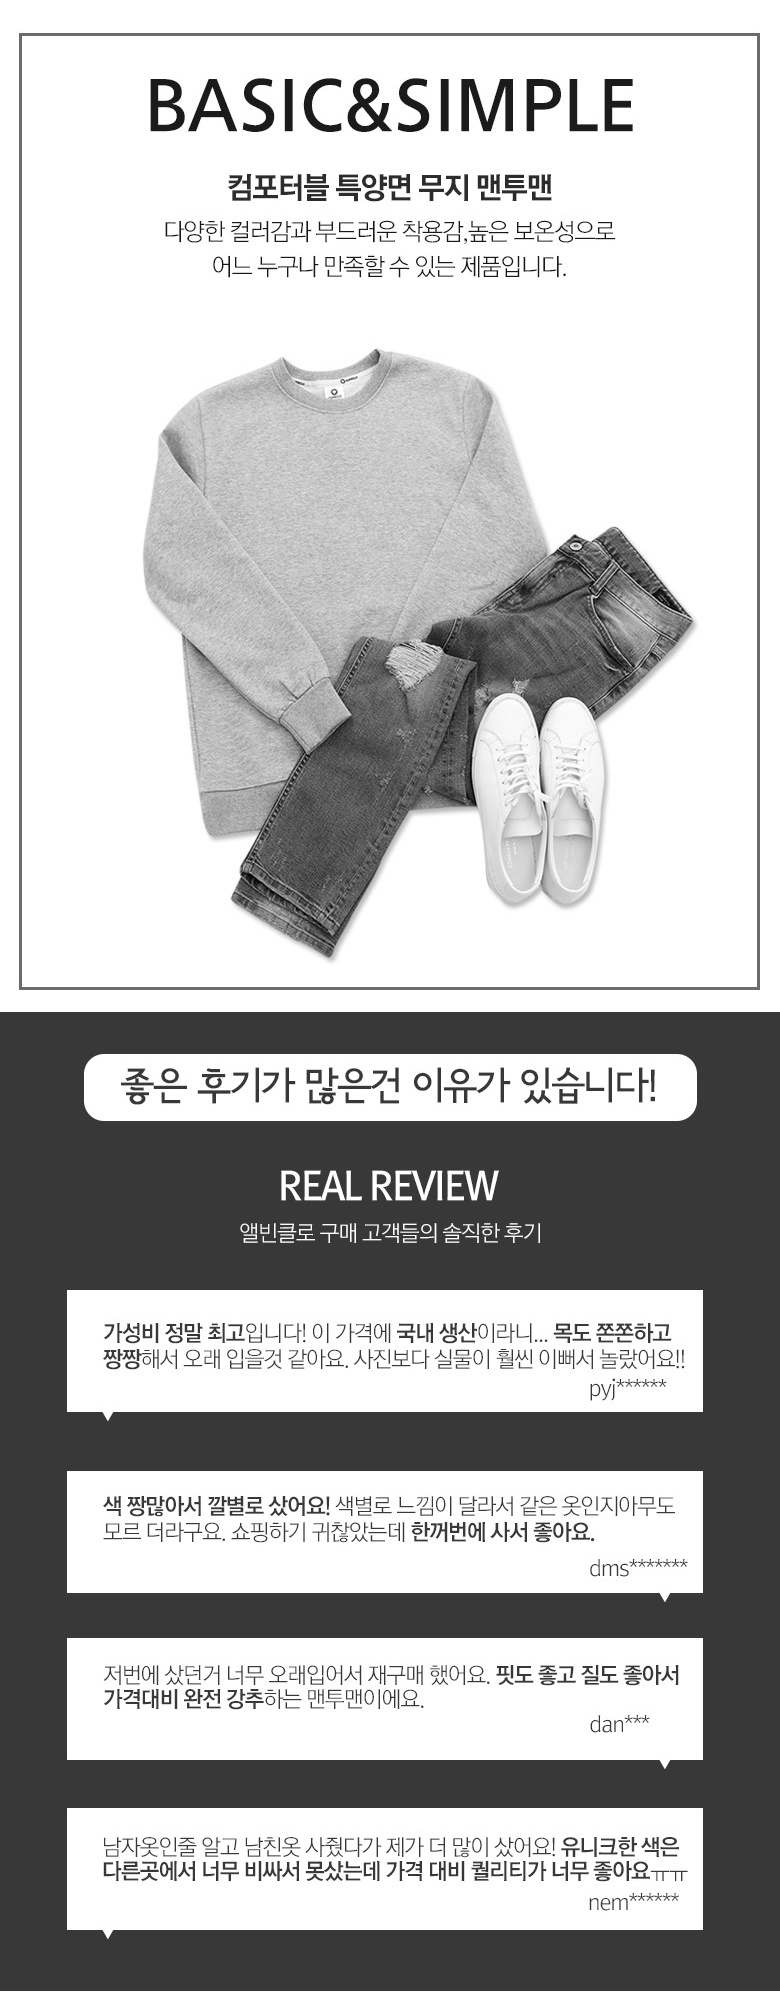 BASIC&SIMPLE
컴포터블 특양면 무지 맨투맨
다양한 컬러감과 부드러운 착용감,높은 보온성으로
어느 누구나 만족할 수 있는 제품입니다.
좋은 후기가 많은건 이유가 있습니다!
REAL REVIEW
앨빈클로 구매 고객들의 솔직한 후기
가성비 정말 최고입니다! 이 가격에 국내 생산이라니... 목도 쫀쫀하고
짱짱해서 오래 입을것 같아요. 사진보다 실물이 훨씬 이뻐서 놀랐어요!!
pyj******
색 짱많아서 깔별로 샀어요! 색별로 느낌이 달라서 같은 옷인지아무도
모르 더라구요. 쇼핑하기 귀찮았는데 한꺼번에 사서 좋아요.
dms*******
저번에 샀던거 너무 오래입어서 재구매 했어요. 핏도 좋고 질도 좋아서
가격대비 완전 강추하는 맨투맨이에요.
dan***
남자옷인줄 알고 남친옷 사줬다가 제가 더 많이 샀어요! 유니크한 색은
다른곳에서 너무 비싸서 못샀는데 가격 대비 퀄리티가 너무 좋아요ㅠㅠ
nem******